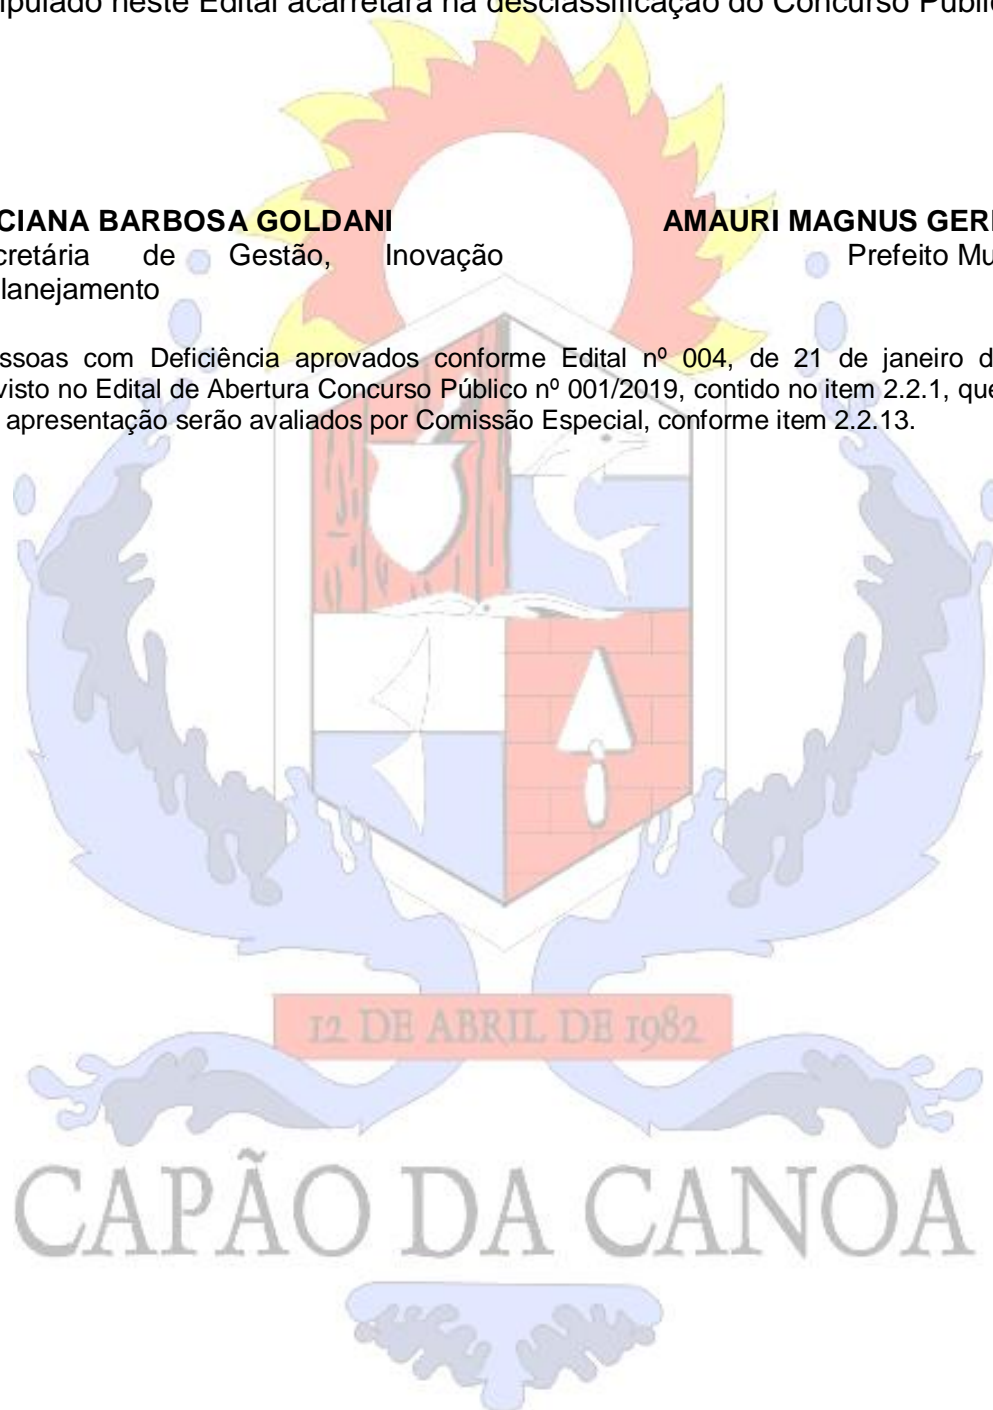 ipulado neste Edital acarretará na desclassificação do Concurso Públic
CIANA BARBOSA GOLDANI AMAURI MAGNUS GER
cretária de Gestão, Inovação Prefeito Mu
lanejamento
ssoas com Deficiência aprovados conforme Edital nº 004, de 21 de janeiro d
visto no Edital de Abertura Concurso Público nº 001/2019, contido no item 2.2.1, que
apresentação serão avaliados por Comissão Especial, conforme item 2.2.13.
12 DE ABRIL DE 1982
CAPÃO DA CANOA